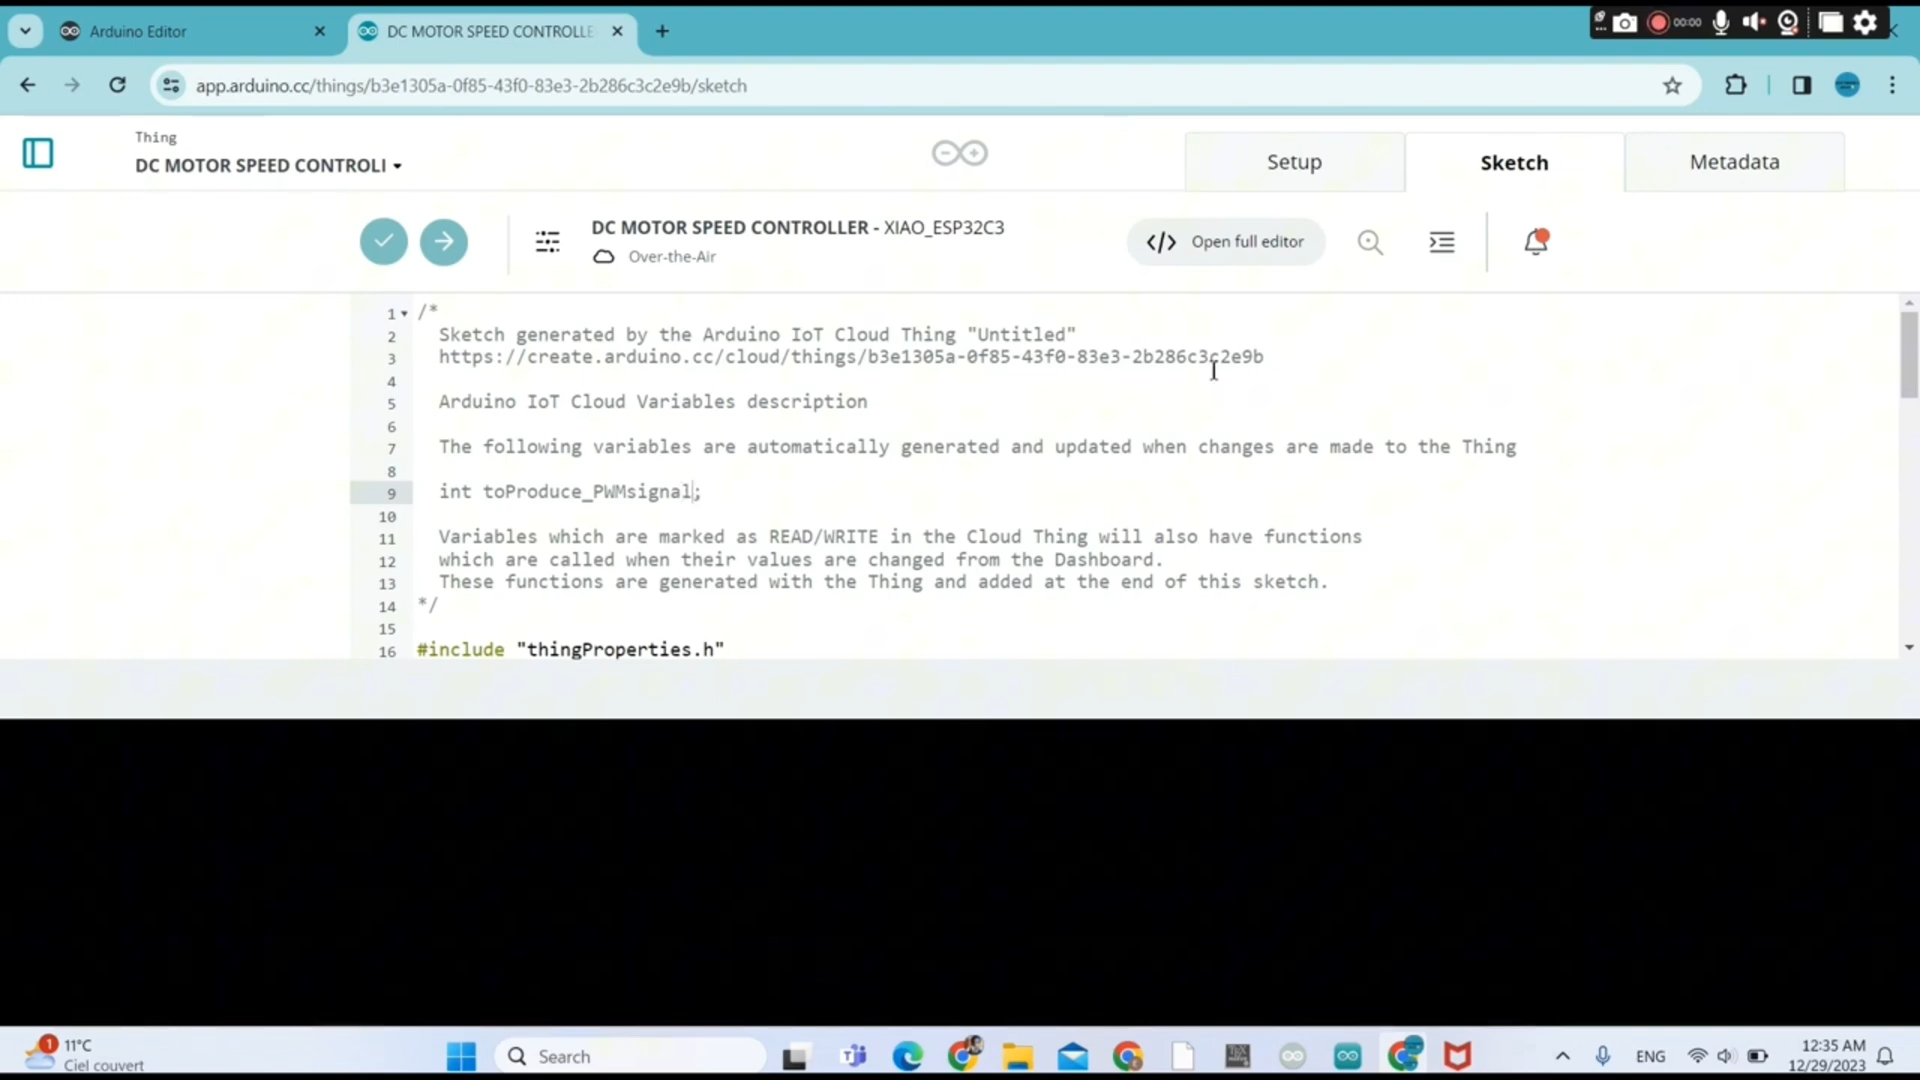 Arduino Editor
DC MOTOR SPEED CONTROLLE
00:00
app.arduino.cc/things/b3e1305a-0f85-43f0-83e3-2b286c3c2e9b/sketch
Thing
DC MOTOR SPEED CONTROLI
Setup
Sketch
Metadata
DC MOTOR SPEED CONTROLLER - XIAO_ESP32C3
Over-the-Air
</> Open full editor
1 /*
2 Sketch generated by the Arduino IoT Cloud Thing "Untitled"
3 https://create.arduino.cc/cloud/things/b3e1305a-0f85-43f0-83e3-2b286c3c2e9b
4
5 Arduino IoT Cloud Variables description
6
7 The following variables are automatically generated and updated when changes are made to the Thing
8
9 int toProduce_PWMsignal;
10
11 Variables which are marked as READ/WRITE in the Cloud Thing will also have functions
12 which are called when their values are changed from the Dashboard.
13 These functions are generated with the Thing and added at the end of this sketch.
14 */
15
16 #include "thingProperties.h"
1
11°C
Ciel couvert
Search
ENG
12:35 AM
12/29/2023